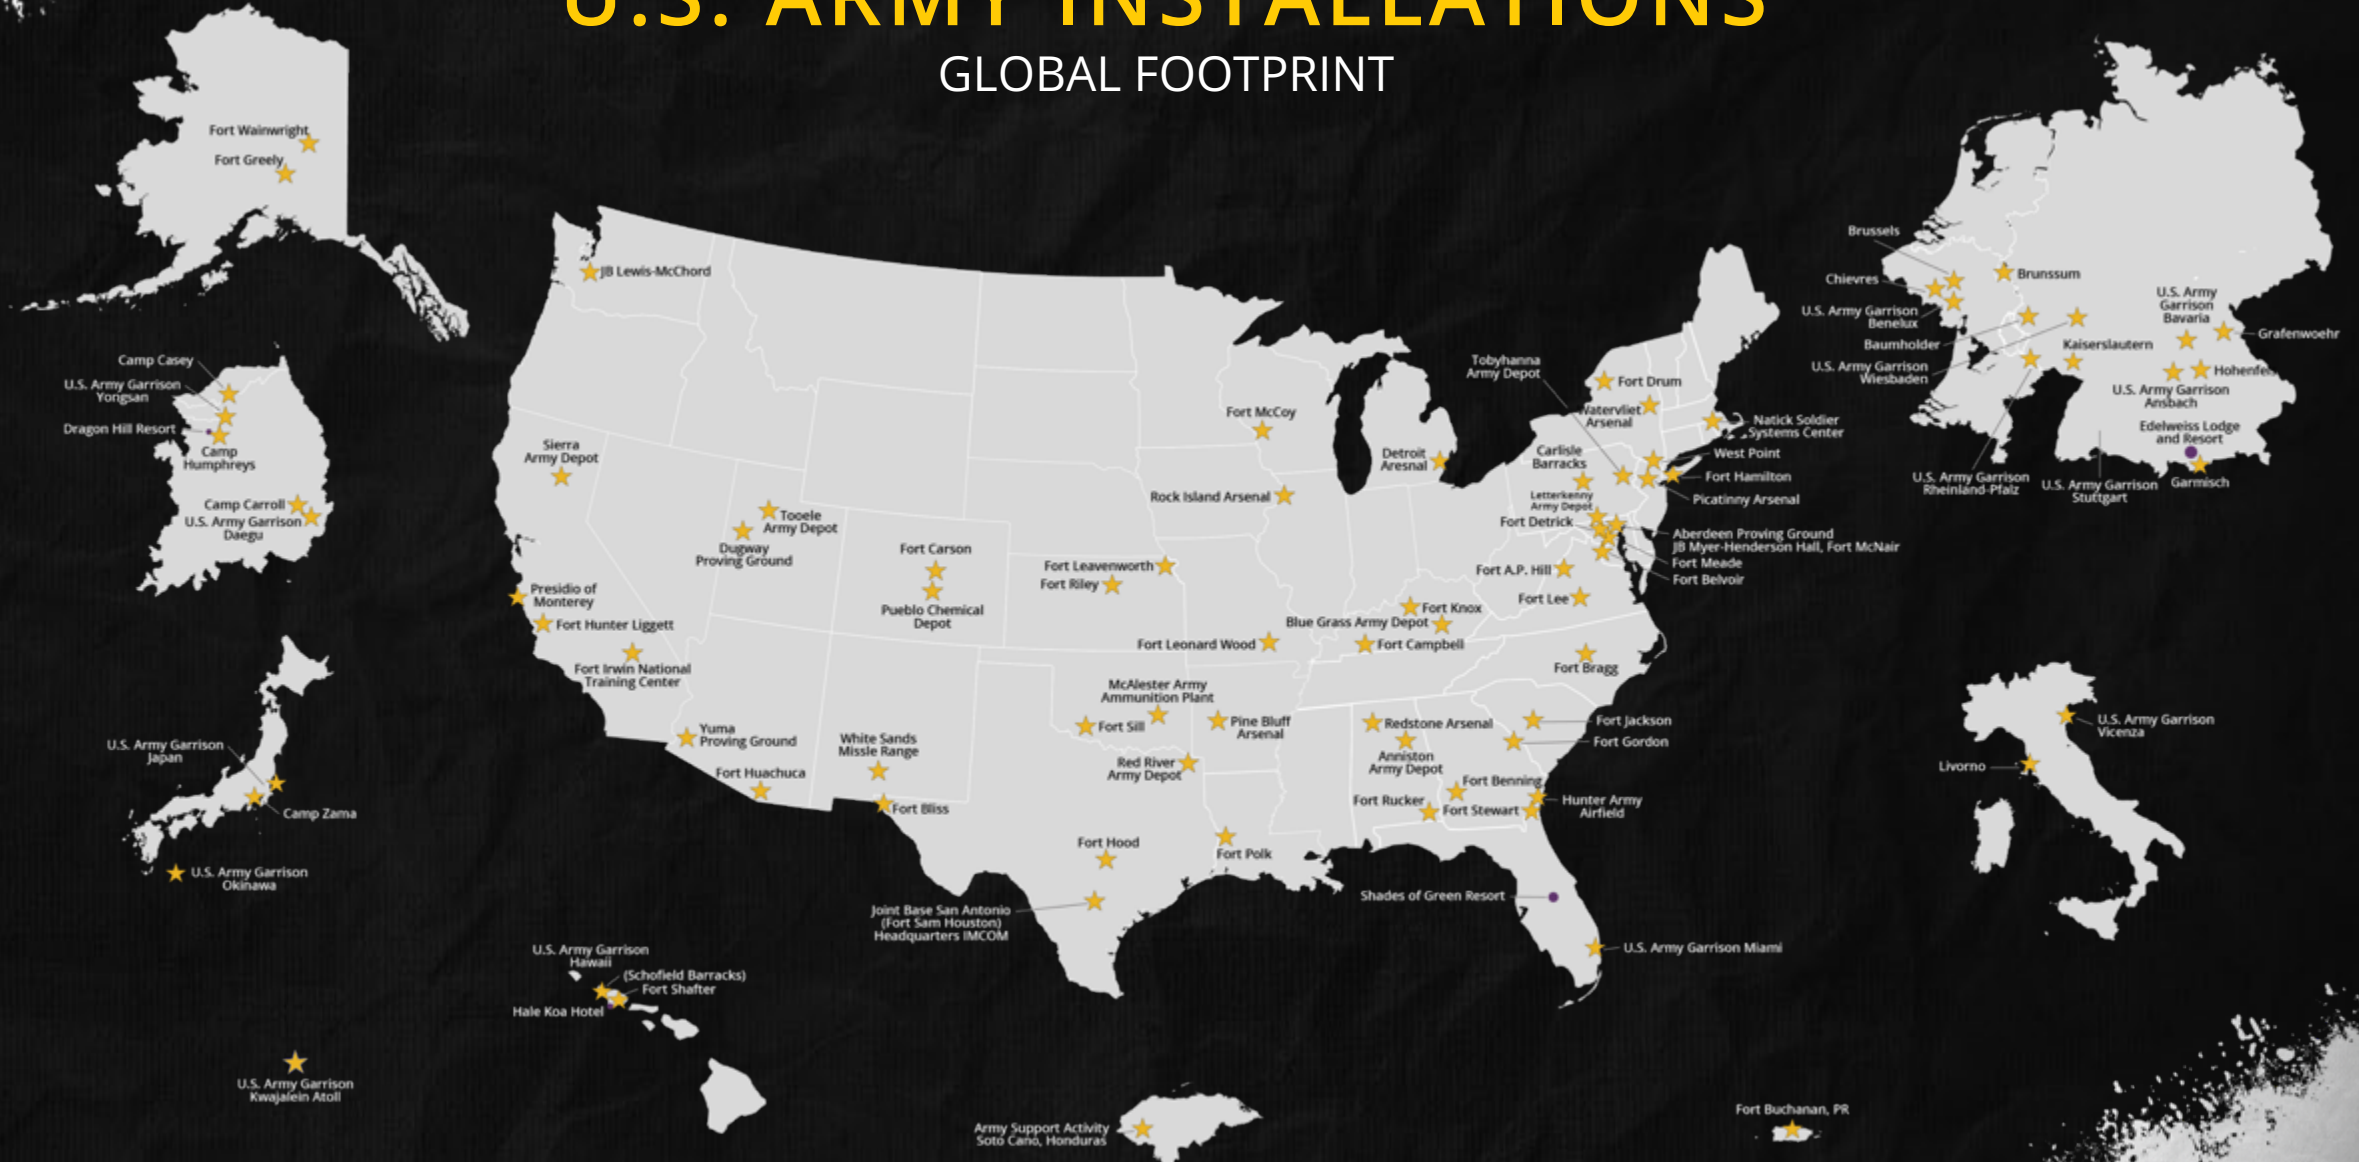 U.S. ARMY INSTALLATIONS
GLOBAL FOOTPRINT
Fort Wainwright
Fort Greely
Camp Casey
U.S. Army Garrison
Yongsan
Dragon Hill Resort
Camp
Humphreys
Camp Carroll
U.S. Army Garrison
Daegu
U.S. Army Garrison
Japan
Camp Zama
U.S. Army Garrison
Okinawa
U.S. Army Garrison
Kwajalein Atoll
U.S. Army Garrison
Hawaii
(Schofield Barracks)
Fort Shafter
Hale Koa Hotel
JB Lewis-McChord
Sierra
Army Depot
Presidio of
Monterey
Fort Hunter Liggett
Fort Irwin National
Training Center
Tooele
Army Depot
Dugway
Proving Ground
Yuma
Proving Ground
Fort Huachuca
Fort Carson
Pueblo Chemical
Depot
White Sands
Missle Range
Fort Bliss
Fort Leavenworth
Fort Riley
Fort Leonard Wood
McAlester Army
Ammunition Plant
Fort Sill
Pine Bluff
Arsenal
Red River
Army Depot
Fort Hood
Fort Polk
Joint Base San Antonio
(Fort Sam Houston)
Headquarters IMCOM
Fort McCoy
Rock Island Arsenal
Detroit
Aresnal
Fort Knox
Blue Grass Army Depot
Fort Campbell
Redstone Arsenal
Anniston
Army Depot
Fort Benning
Fort Rucker
Fort Stewart
Hunter Army
Airfield
Fort Jackson
Fort Gordon
Fort Bragg
Shades of Green Resort
U.S. Army Garrison Miami
Tobyhanna
Army Depot
Fort Drum
Watervliet
Arsenal
Natick Soldier
Systems Center
West Point
Fort Hamilton
Picatinny Arsenal
Carlisle
Barracks
Letterkenny
Army Depot
Fort Detrick
Aberdeen Proving Ground
JB Myer-Henderson Hall, Fort McNair
Fort Meade
Fort Belvoir
Fort A.P. Hill
Fort Lee
Brussels
Chievres
U.S. Army Garrison
Benelux
Brunssum
Baumholder
U.S. Army Garrison
Wiesbaden
Kaiserslautern
U.S. Army
Garrison
Bavaria
Grafenwoehr
Hohenfels
U.S. Army Garrison
Ansbach
Edelweiss Lodge
and Resort
Garmisch
U.S. Army Garrison
Rheinland-Pfalz
U.S. Army Garrison
Stuttgart
U.S. Army Garrison
Vicenza
Livorno
Army Support Activity
Soto Cano, Honduras
Fort Buchanan, PR